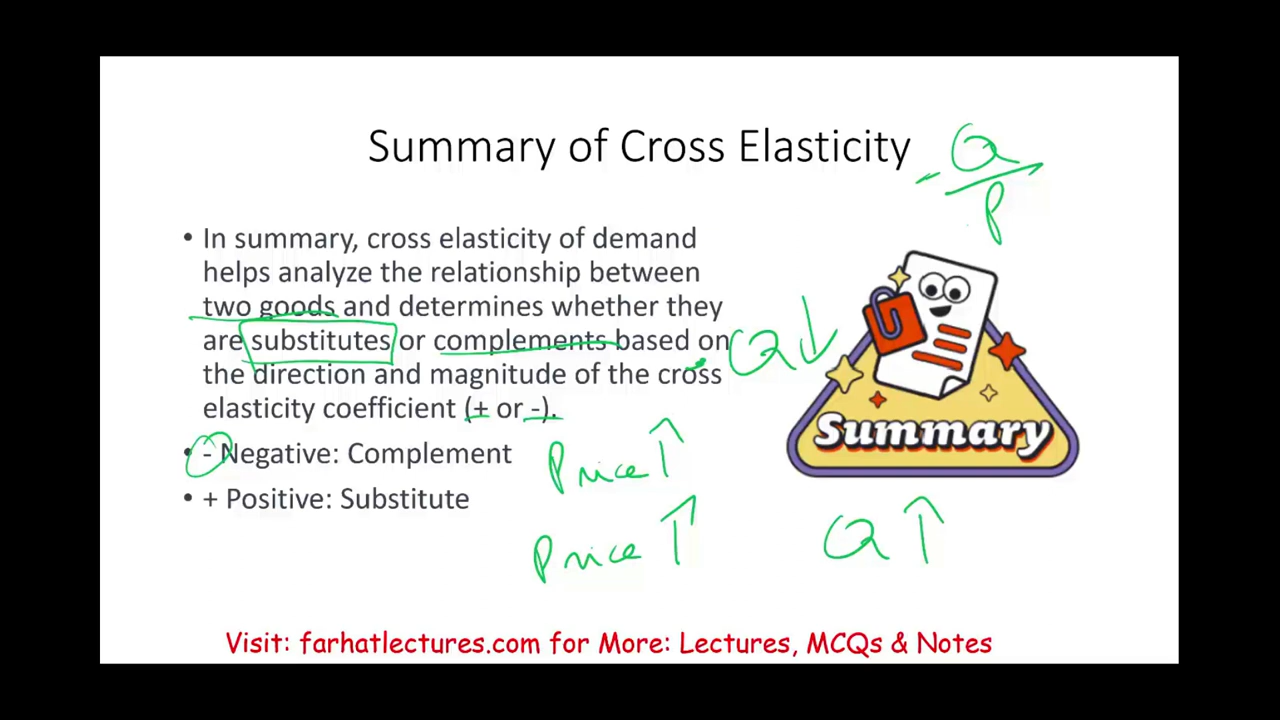 Summary of Cross Elasticity
- Q
P
• In summary, cross elasticity of demand
helps analyze the relationship between
two goods and determines whether they
are substitutes or complements based on
the direction and magnitude of the cross
elasticity coefficient (+ or -).
Q ↓
• - Negative: Complement
Price ↑
• + Positive: Substitute
Price ↑ Q ↑
Summary
Visit: farhatlectures.com for More: Lectures, MCQs & Notes